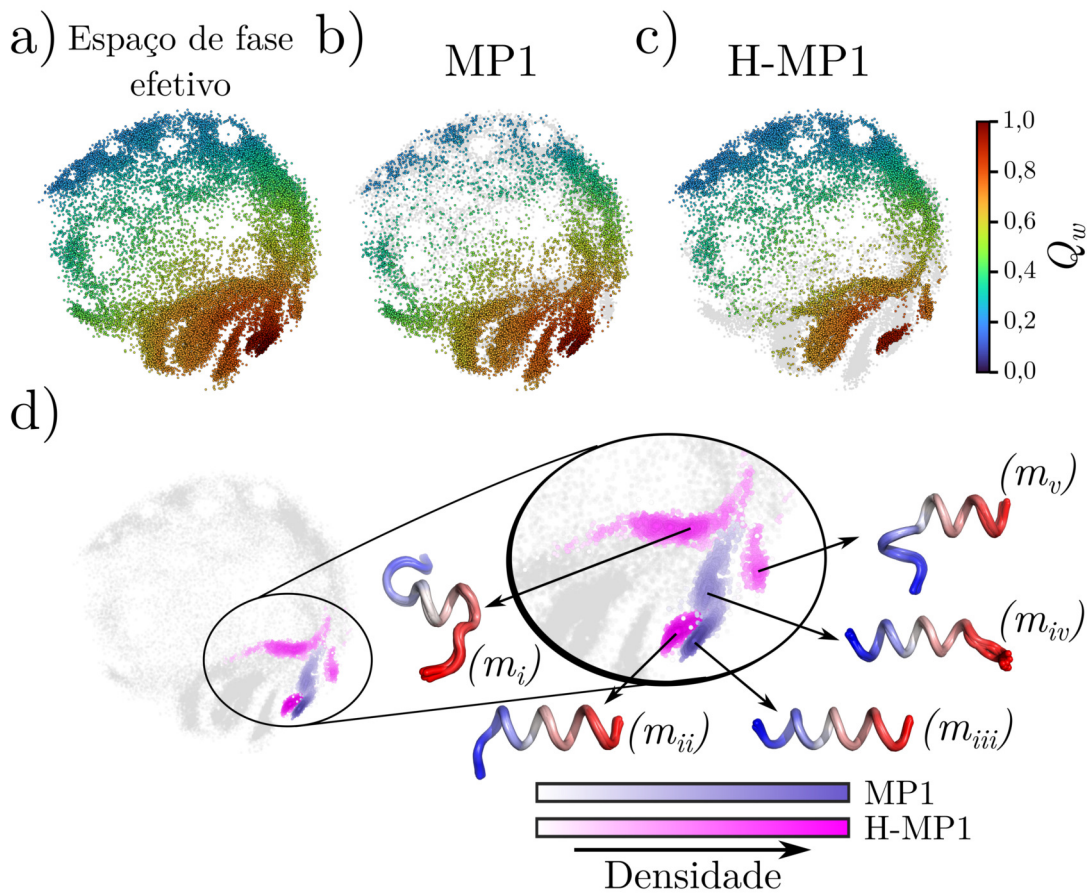 a) Espaço de fase
efetivo
b) MP1
c) H-MP1
1,0
0,8
0,6
0,4
0,2
0,0
Q_w
d)
(m_v)
(m_iv)
(m_i)
(m_ii)
(m_iii)
MP1
H-MP1
Densidade